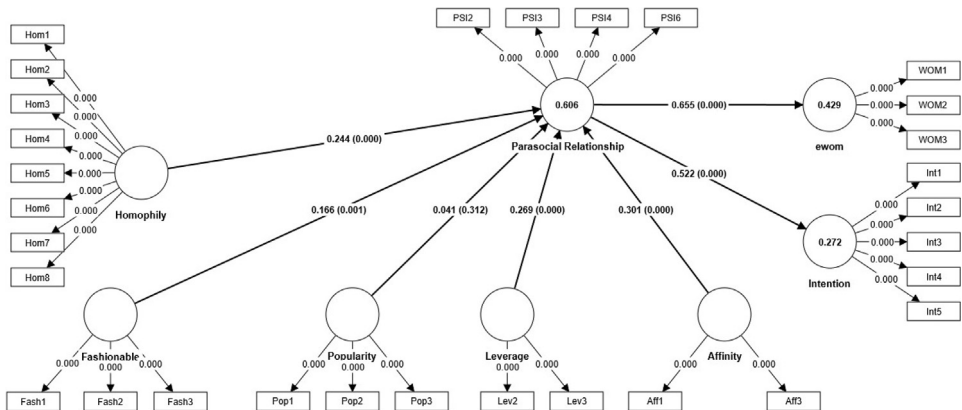 PSI2 PSI3 PSI4 PSI6
0.000 0.000 0.000 0.000
Hom1
Hom2
Hom3
Hom4
Hom5
Hom6
Hom7
Hom8
0.000
0.000
0.000
0.000
0.000
0.000
0.000
0.000
Homophily
0.244 (0.000)
0.606
Parasocial Relationship
0.655 (0.000)
0.429
ewom
0.000
0.000
0.000
WOM1
WOM2
WOM3
0.522 (0.000)
0.272
Intention
0.000
0.000
0.000
0.000
0.000
Int1
Int2
Int3
Int4
Int5
0.166 (0.001)
0.041 (0.312)
0.269 (0.000)
0.301 (0.000)
Fashionable
Popularity
Leverage
Affinity
0.000 0.000 0.000
0.000 0.000 0.000
0.000 0.000
0.000 0.000
Fash1 Fash2 Fash3
Pop1 Pop2 Pop3
Lev2 Lev3
Aff1 Aff3